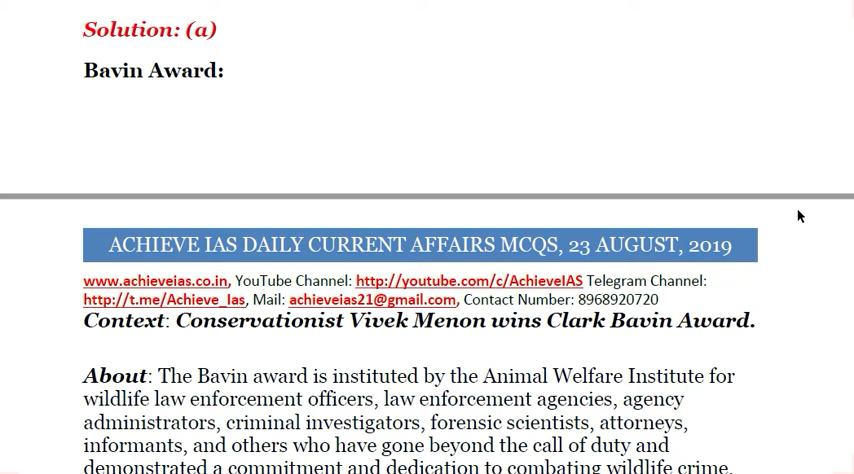 Solution: (a)
Bavin Award:
ACHIEVE IAS DAILY CURRENT AFFAIRS MCQS, 23 AUGUST, 2019
www.achieveias.co.in, YouTube Channel: http://youtube.com/c/AchieveIAS Telegram Channel:
http://t.me/Achieve_Ias, Mail: achieveias21@gmail.com, Contact Number: 8968920720
Context: Conservationist Vivek Menon wins Clark Bavin Award.
About: The Bavin award is instituted by the Animal Welfare Institute for
wildlife law enforcement officers, law enforcement agencies, agency
administrators, criminal investigators, forensic scientists, attorneys,
informants, and others who have gone beyond the call of duty and
demonstrated a commitment and dedication to combating wildlife crime.